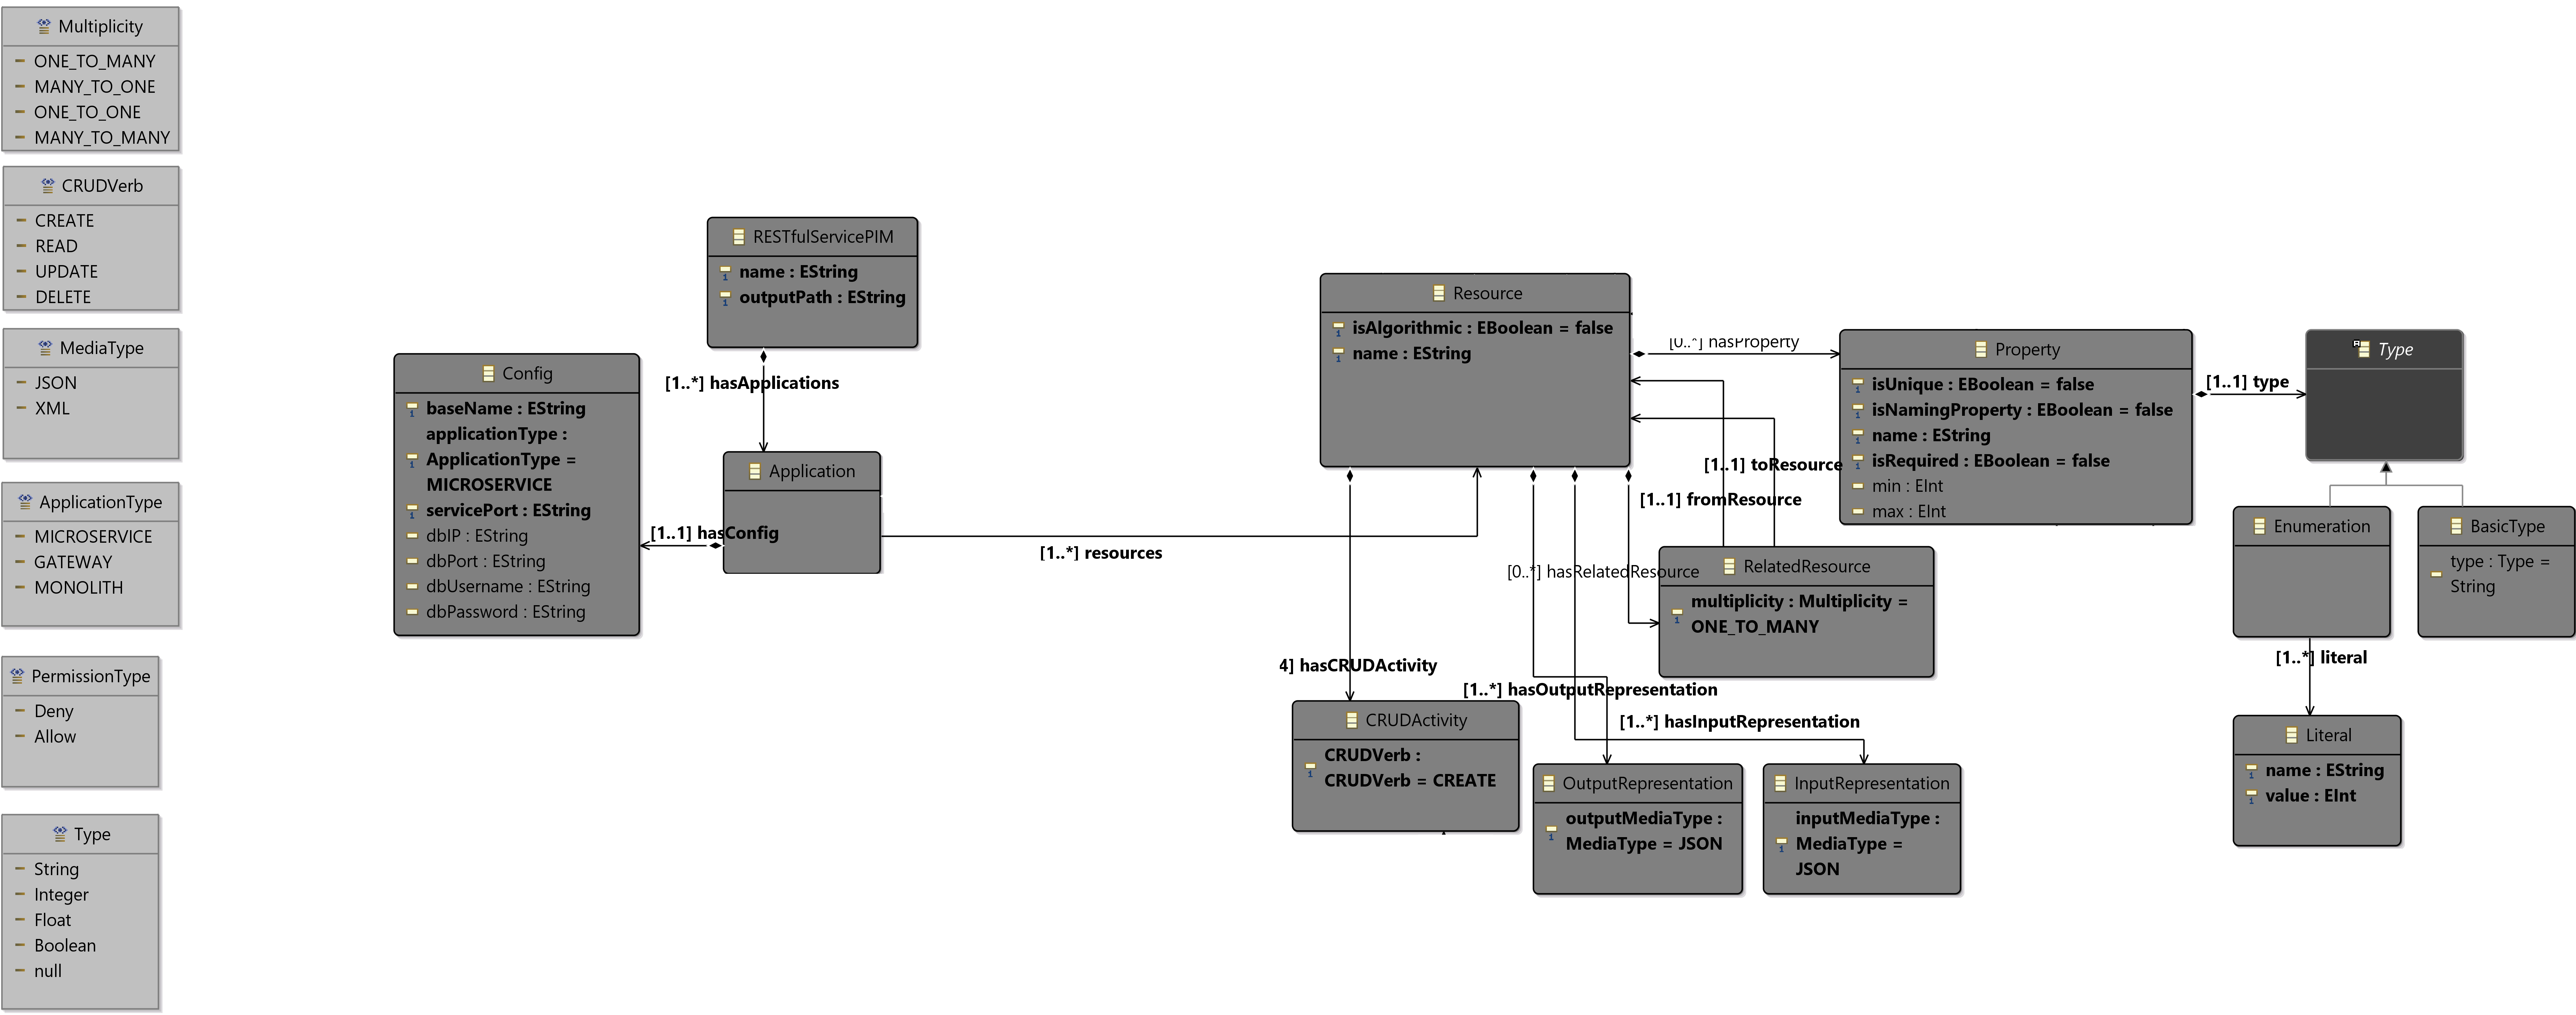 Multiplicity
ONE_TO_MANY
MANY_TO_ONE
ONE_TO_ONE
MANY_TO_MANY
CRUDVerb
CREATE
READ
UPDATE
DELETE
MediaType
JSON
XML
ApplicationType
MICROSERVICE
GATEWAY
MONOLITH
PermissionType
Deny
Allow
Type
String
Integer
Float
Boolean
null
RESTfulServicePIM
name : EString
outputPath : EString
[1..*] hasApplications
Config
baseName : EString
applicationType :
ApplicationType =
MICROSERVICE
servicePort : EString
dbIP : EString
dbPort : EString
dbUsername : EString
dbPassword : EString
Application
[1..1] hasConfig
[1..*] resources
Resource
isAlgorithmic : EBoolean = false
name : EString
[0..*] hasProperty
Property
isUnique : EBoolean = false
isNamingProperty : EBoolean = false
name : EString
isRequired : EBoolean = false
min : EInt
max : EInt
[1..1] type
Type
[1..1] toResource
[1..1] fromResource
[0..*] hasRelatedResource
RelatedResource
multiplicity : Multiplicity =
ONE_TO_MANY
Enumeration
BasicType
type : Type =
String
[1..*] literal
Literal
name : EString
value : EInt
4] hasCRUDActivity
[1..*] hasOutputRepresentation
[1..*] hasInputRepresentation
CRUDActivity
CRUDVerb :
CRUDVerb = CREATE
OutputRepresentation
outputMediaType :
MediaType = JSON
InputRepresentation
inputMediaType :
MediaType =
JSON